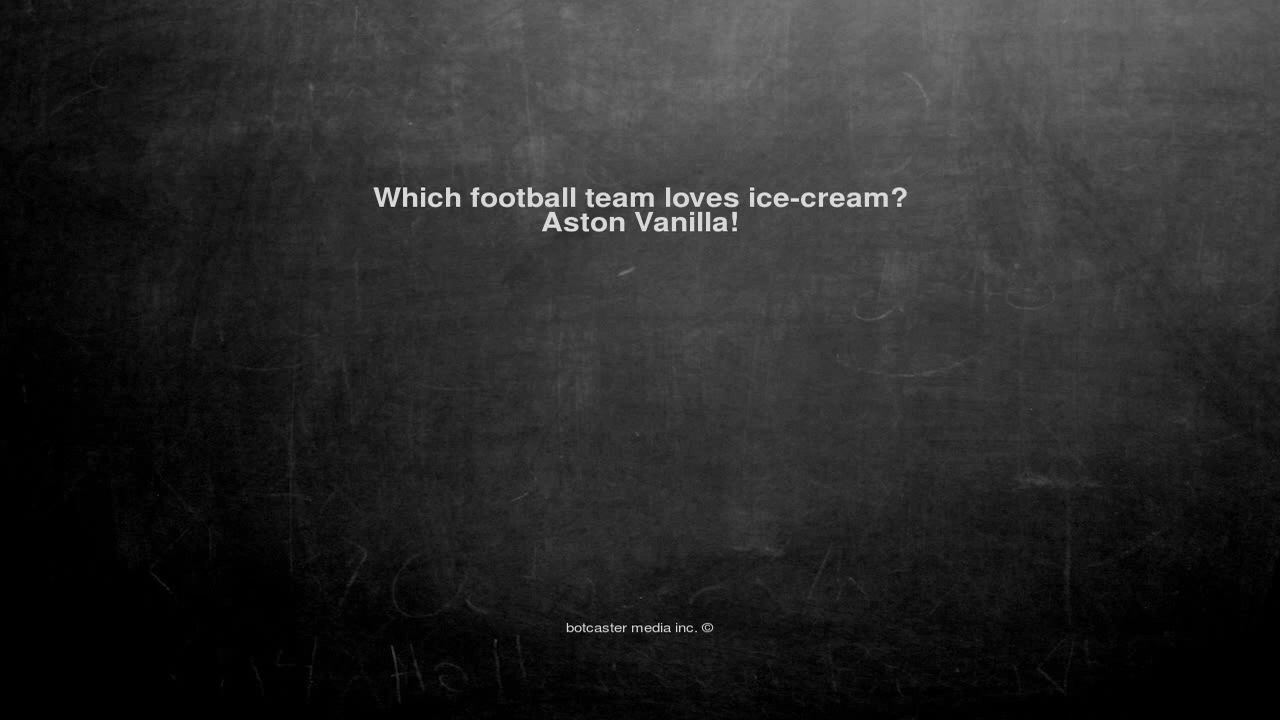 Which football team loves ice-cream?
Aston Vanilla!
botcaster media inc. ©